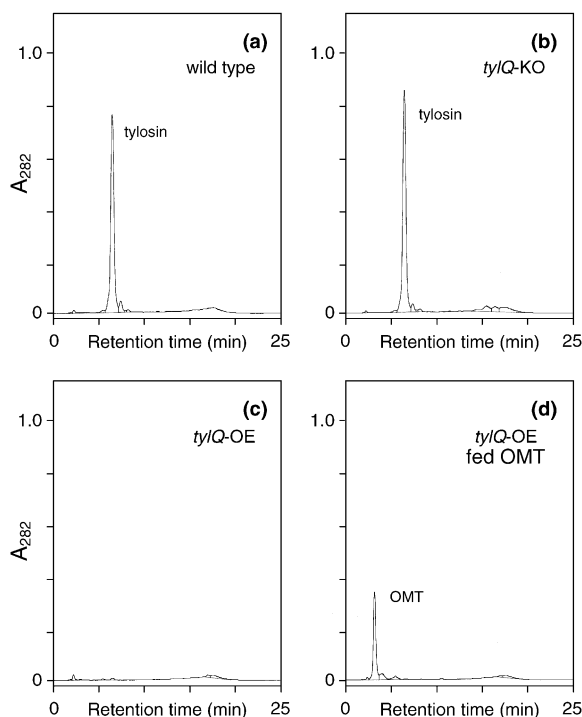 (a)
wild type
tylosin
1.0
A282
0
0
Retention time (min)
25
(b)
tylQ-KO
tylosin
1.0
0
0
Retention time (min)
25
(c)
tylQ-OE
1.0
A282
0
0
Retention time (min)
25
(d)
tylQ-OE
fed OMT
OMT
1.0
0
0
Retention time (min)
25